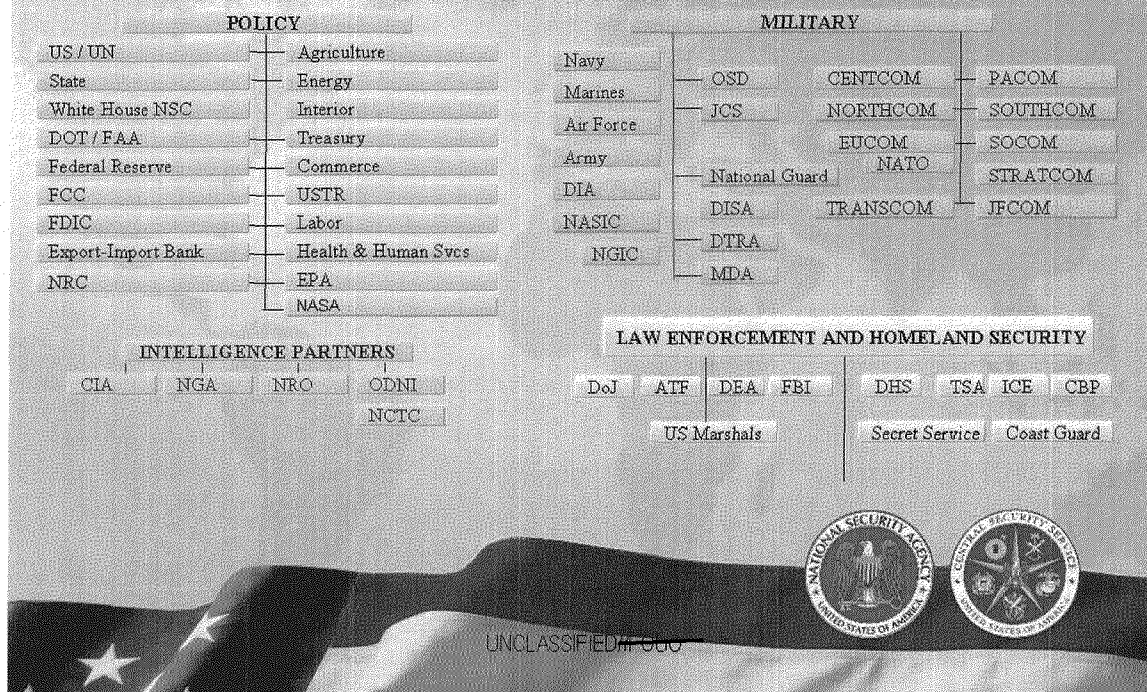 POLICY
US / UN
State
White House NSC
DOT / FAA
Federal Reserve
FCC
FDIC
Export-Import Bank
NRC
Agriculture
Energy
Interior
Treasury
Commerce
USTR
Labor
Health & Human Svcs
EPA
NASA
MILITARY
Navy
Marines
Air Force
Army
DIA
NASIC
NGIC
OSD
JCS
National Guard
DISA
DTRA
MDA
CENTCOM
NORTHCOM
EUCOM
NATO
TRANSCOM
PACOM
SOUTHCOM
SOCOM
STRATCOM
JFCOM
INTELLIGENCE PARTNERS
CIA NGA NRO ODNI
NCTC
LAW ENFORCEMENT AND HOMELAND SECURITY
DoJ ATF DEA FBI DHS TSA ICE CBP
US Marshals Secret Service Coast Guard
NATIONAL SECURITY AGENCY
UNITED STATES OF AMERICA
CENTRAL SECURITY SERVICE
UNITED STATES OF AMERICA
UNCLASSIFIED//FOUO